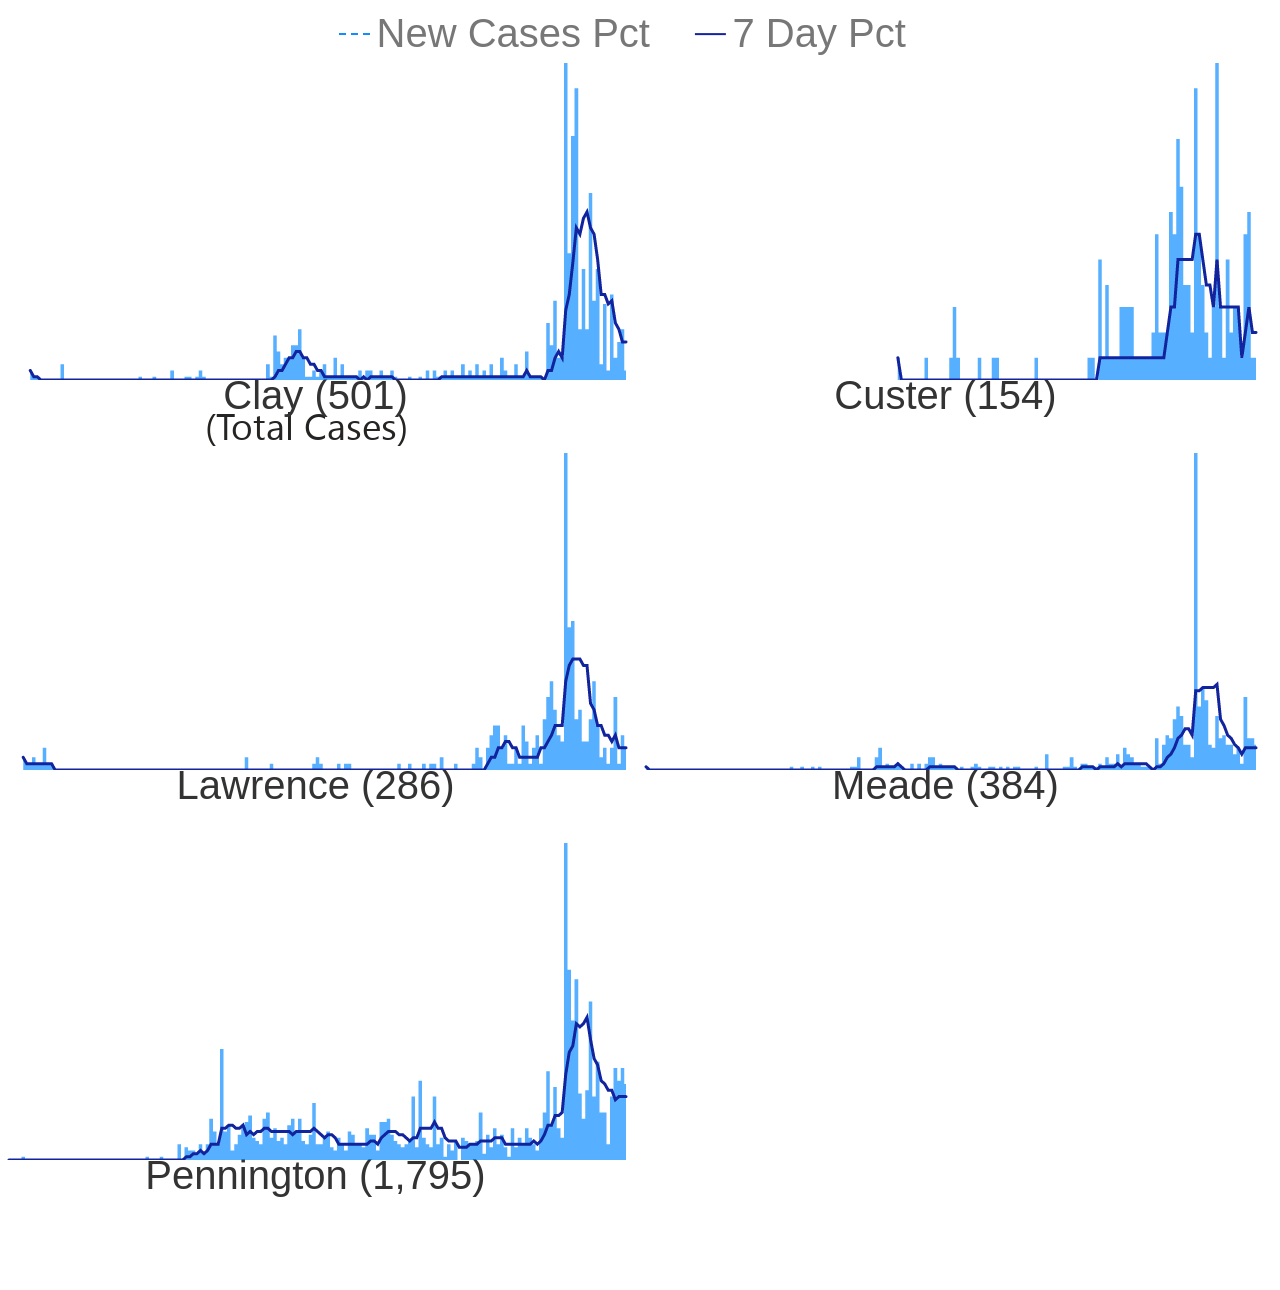 New Cases Pct 7 Day Pct
Clay (501)
(Total Cases)
Custer (154)
Lawrence (286)
Meade (384)
Pennington (1,795)